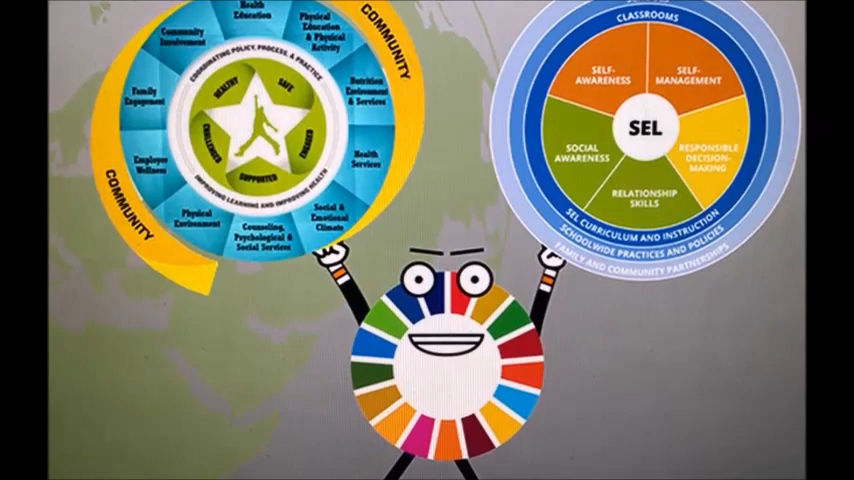 COMMUNITY
COMMUNITY
Health
Education
Physical
Education
& Physical
Activity
Nutrition
Environment
& Services
Health
Services
Social &
Emotional
Climate
Counseling,
Psychological &
Social Services
Physical
Environment
Employee
Wellness
Family
Engagement
Community
Involvement
COORDINATING POLICY, PROCESS, & PRACTICE
IMPROVING LEARNING AND IMPROVING HEALTH
HEALTHY
SAFE
ENGAGED
SUPPORTED
CHALLENGED
CLASSROOMS
SELF-
AWARENESS
SELF-
MANAGEMENT
SEL
SOCIAL
AWARENESS
RESPONSIBLE
DECISION-
MAKING
RELATIONSHIP
SKILLS
SEL CURRICULUM AND INSTRUCTION
SCHOOLWIDE PRACTICES AND POLICIES
FAMILY AND COMMUNITY PARTNERSHIPS